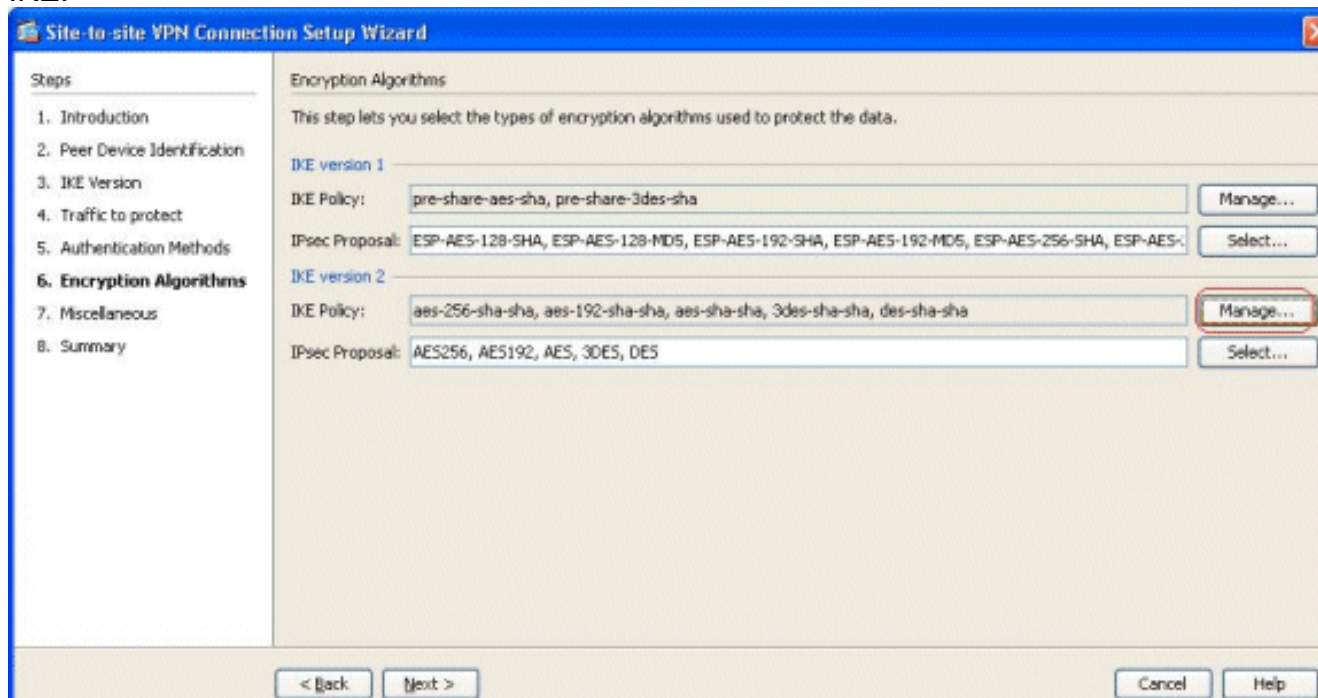 Site-to-site VPN Connection Setup Wizard
Steps
1. Introduction
2. Peer Device Identification
3. IKE Version
4. Traffic to protect
5. Authentication Methods
6. Encryption Algorithms
7. Miscellaneous
8. Summary
Encryption Algorithms
This step lets you select the types of encryption algorithms used to protect the data.
IKE version 1
IKE Policy: pre-share-aes-sha, pre-share-3des-sha Manage...
IPsec Proposal: ESP-AES-128-SHA, ESP-AES-128-MD5, ESP-AES-192-SHA, ESP-AES-192-MD5, ESP-AES-256-SHA, ESP-AES- Select...
IKE version 2
IKE Policy: aes-256-sha-sha, aes-192-sha-sha, aes-sha-sha, 3des-sha-sha, des-sha-sha Manage...
IPsec Proposal: AES256, AES192, AES, 3DES, DES Select...
< Back Next > Cancel Help